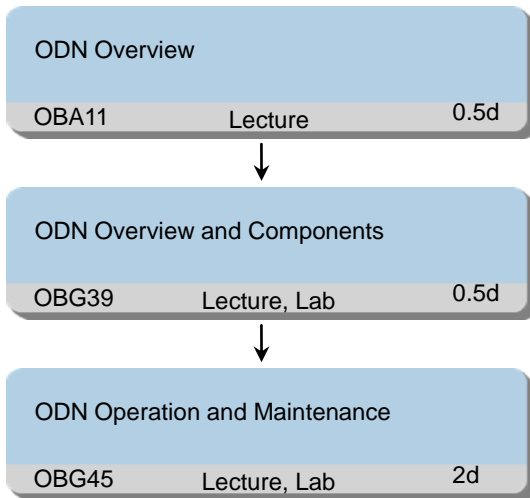 ODN Overview
OBA11 Lecture 0.5d
ODN Overview and Components
OBG39 Lecture, Lab 0.5d
ODN Operation and Maintenance
OBG45 Lecture, Lab 2d